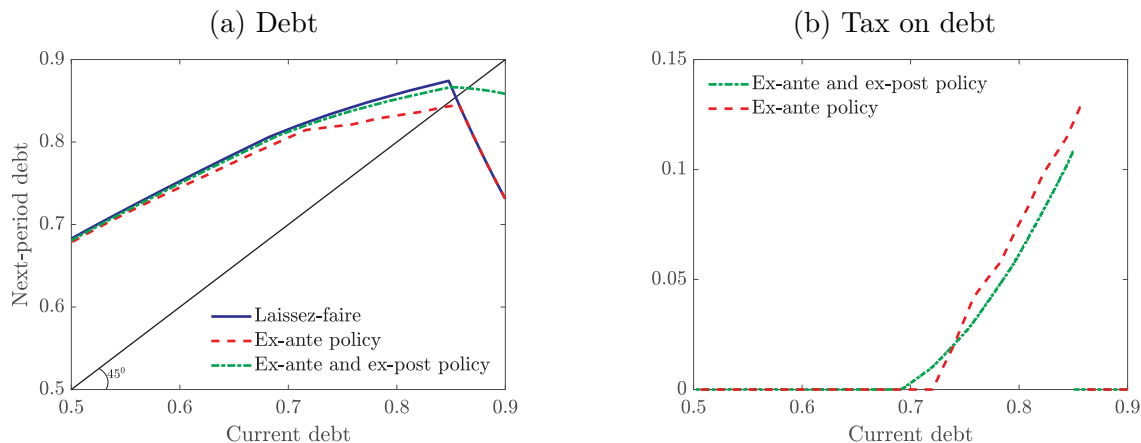 (a) Debt
0.9
0.8
0.7
0.6
0.5
Next-period debt
Laissez-faire
Ex-ante policy
Ex-ante and ex-post policy
45⁰
0.5 0.6 0.7 0.8 0.9
Current debt
(b) Tax on debt
0.15
0.1
0.05
0
Ex-ante and ex-post policy
Ex-ante policy
0.5 0.6 0.7 0.8 0.9
Current debt